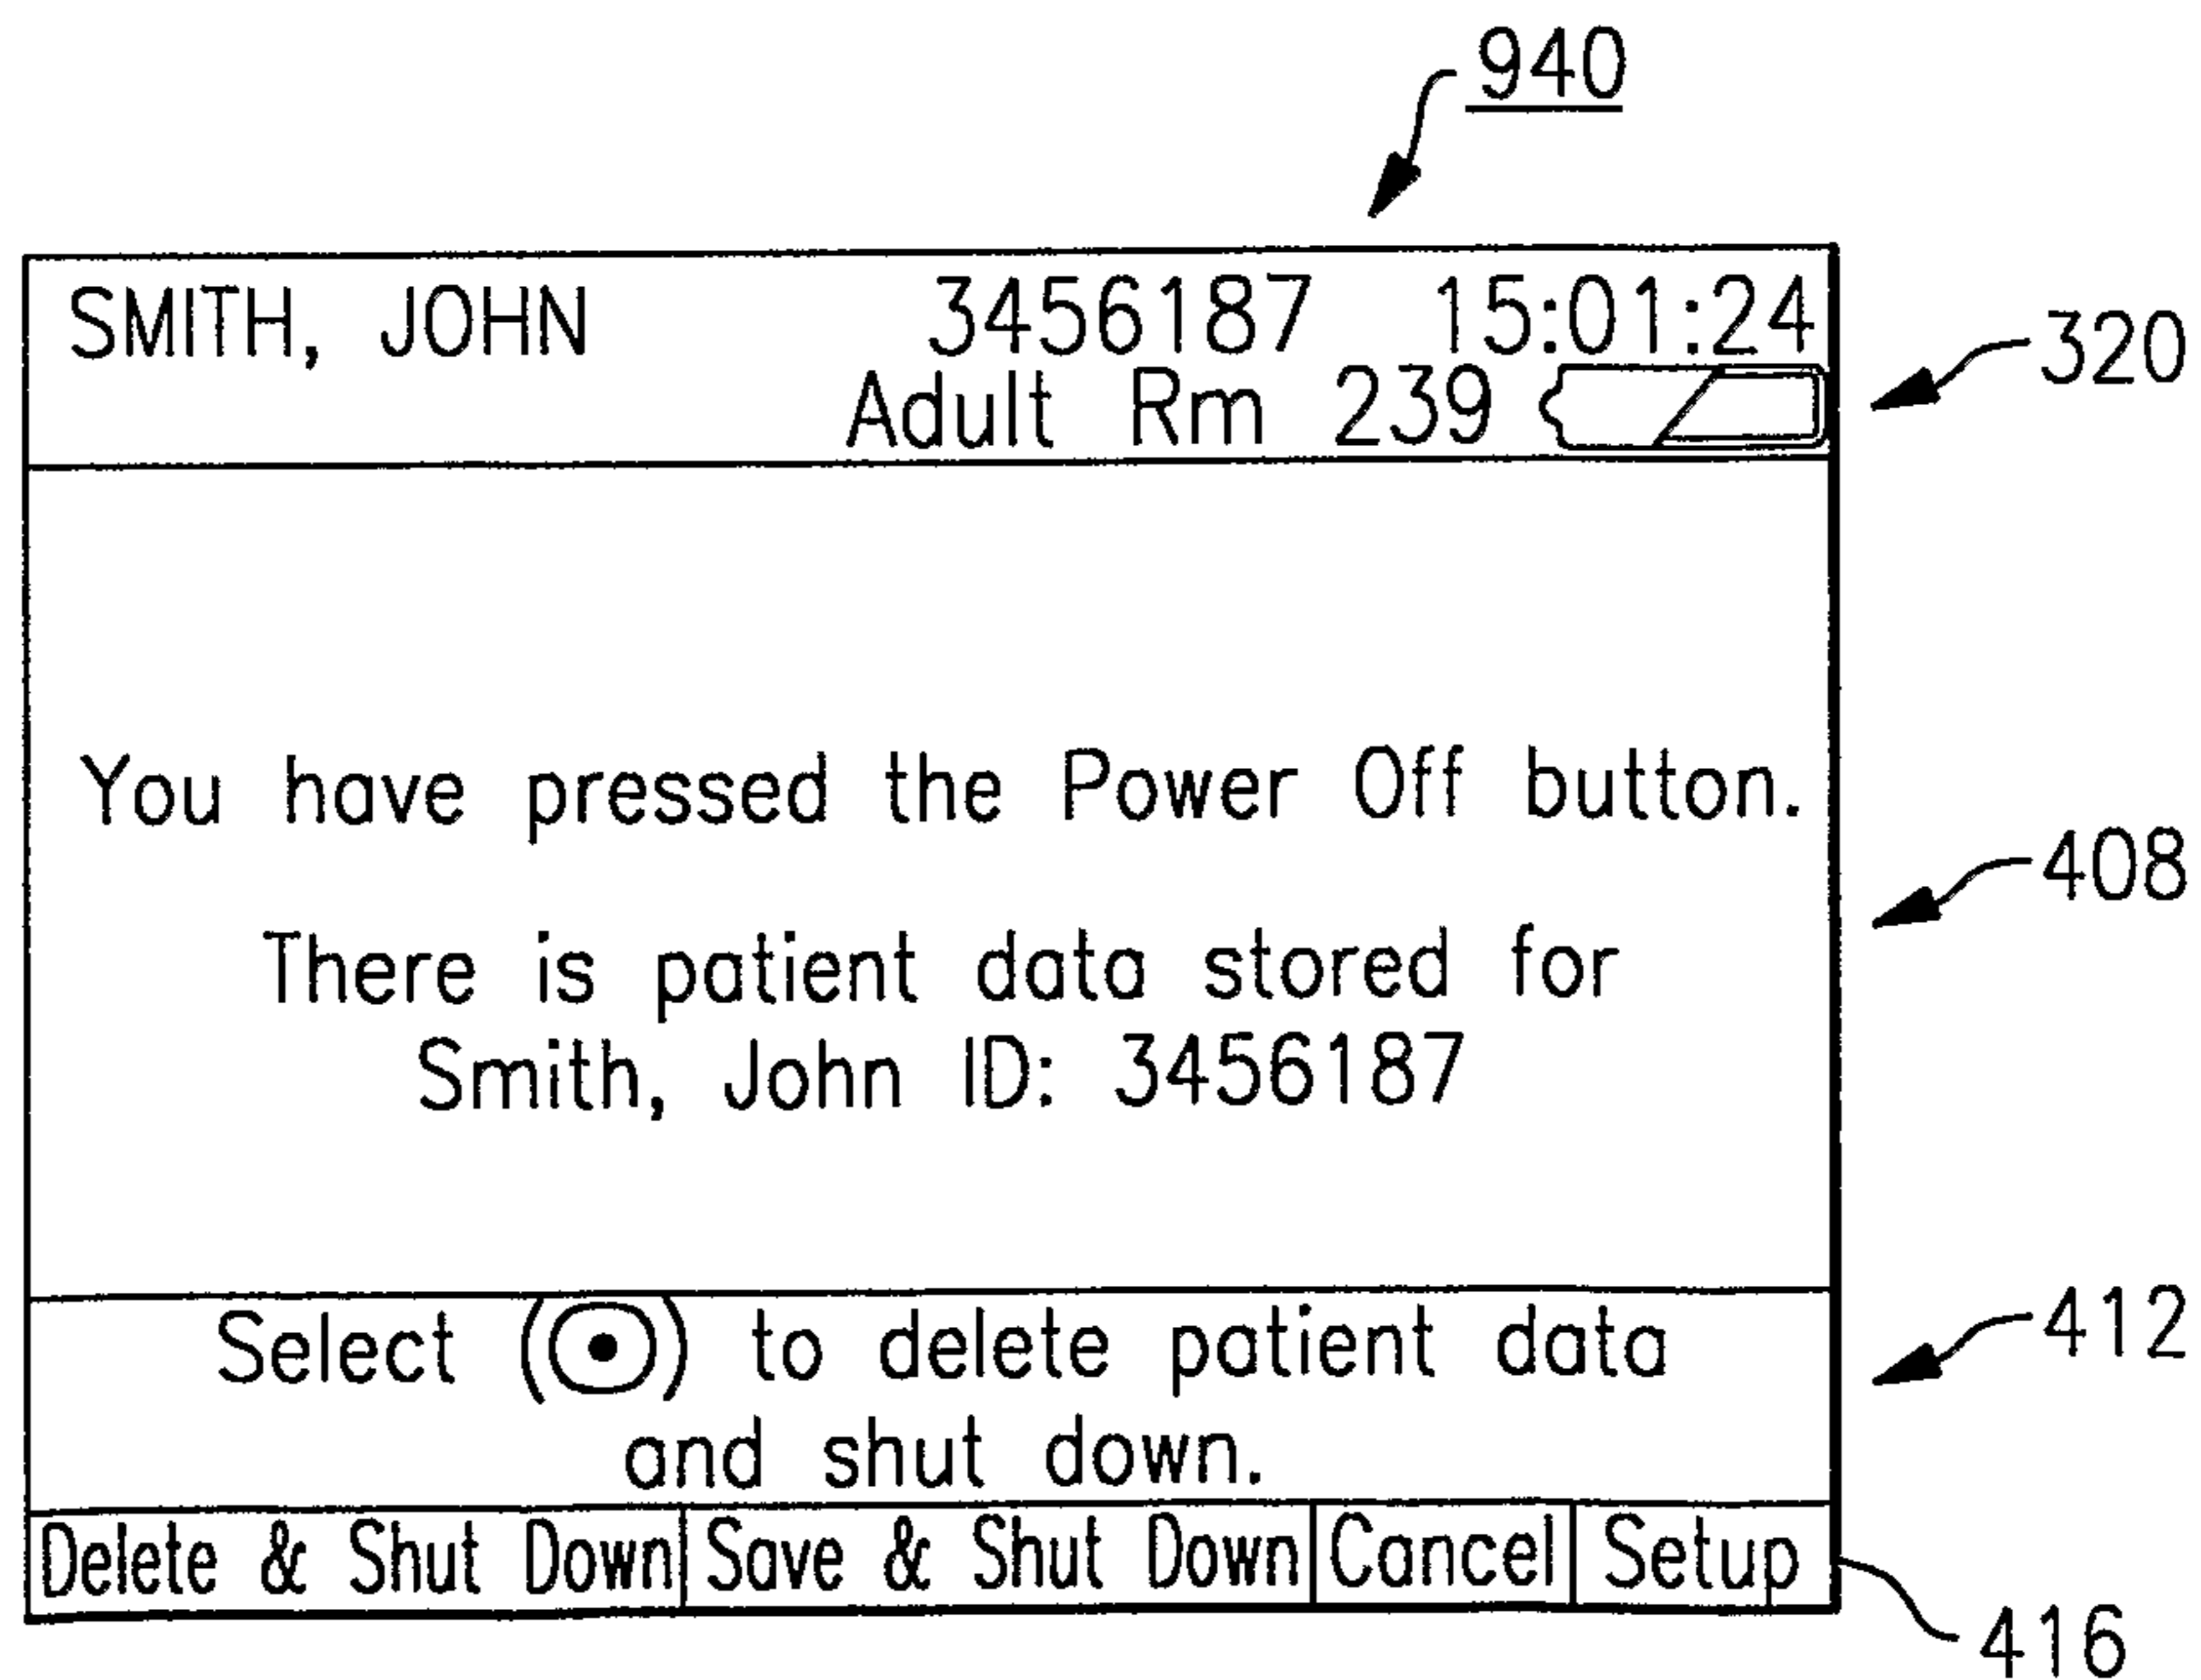 940
SMITH, JOHN 3456187 15:01:24
320
Adult Rm 239
You have pressed the Power Off button.
408
There is patient data stored for
Smith, John ID: 3456187
412
Select to delete patient data
and shut down.
Delete & Shut Down Save & Shut Down Cancel Setup
416